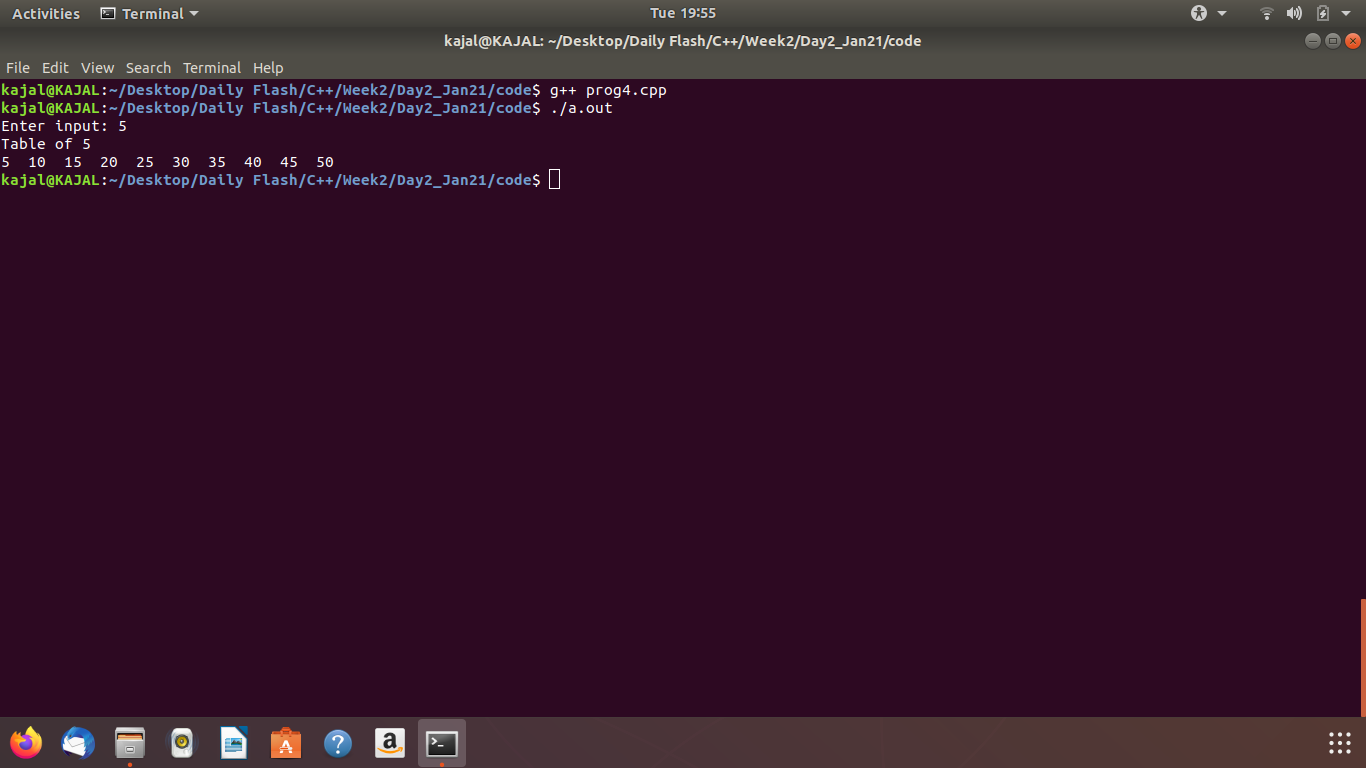 Activities Terminal Tue 19:55
kajal@KAJAL: ~/Desktop/Daily Flash/C++/Week2/Day2_Jan21/code
File Edit View Search Terminal Help
kajal@KAJAL:~/Desktop/Daily Flash/C++/Week2/Day2_Jan21/code$ g++ prog4.cpp
kajal@KAJAL:~/Desktop/Daily Flash/C++/Week2/Day2_Jan21/code$ ./a.out
Enter input: 5
Table of 5
5  10  15  20  25  30  35  40  45  50
kajal@KAJAL:~/Desktop/Daily Flash/C++/Week2/Day2_Jan21/code$